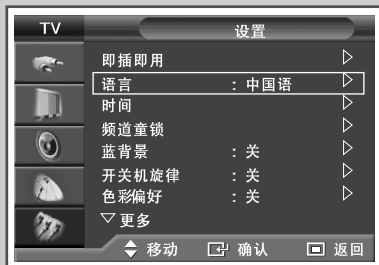 TV
设置
即插即用
语言 : 中国语
时间
频道童锁
蓝背景 : 关
开关机旋律 : 关
色彩偏好 : 关
▽更多
移动 确认 返回